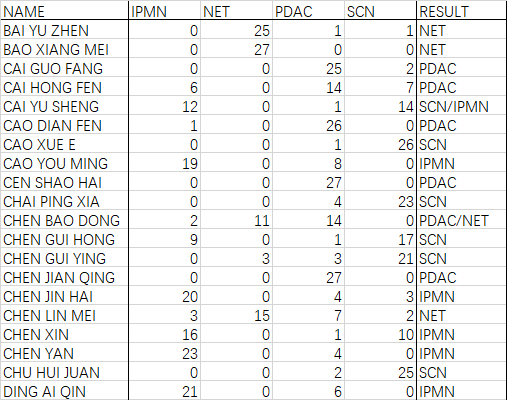 NAME IPMN NET PDAC SCN RESULT
BAI YU ZHEN 0 25 1 1 NET
BAO XIANG MEI 0 27 0 0 NET
CAI GUO FANG 0 0 25 2 PDAC
CAI HONG FEN 6 0 14 7 PDAC
CAI YU SHENG 12 0 1 14 SCN/IPMN
CAO DIAN FEN 1 0 26 0 PDAC
CAO XUE E 0 0 1 26 SCN
CAO YOU MING 19 0 8 0 IPMN
CEN SHAO HAI 0 0 27 0 PDAC
CHAI PING XIA 0 0 4 23 SCN
CHEN BAO DONG 2 11 14 0 PDAC/NET
CHEN GUI HONG 9 0 1 17 SCN
CHEN GUI YING 0 3 3 21 SCN
CHEN JIAN QING 0 0 27 0 PDAC
CHEN JIN HAI 20 0 4 3 IPMN
CHEN LIN MEI 3 15 7 2 NET
CHEN XIN 16 0 1 10 IPMN
CHEN YAN 23 0 4 0 IPMN
CHU HUI JUAN 0 0 2 25 SCN
DING AI QIN 21 0 6 0 IPMN